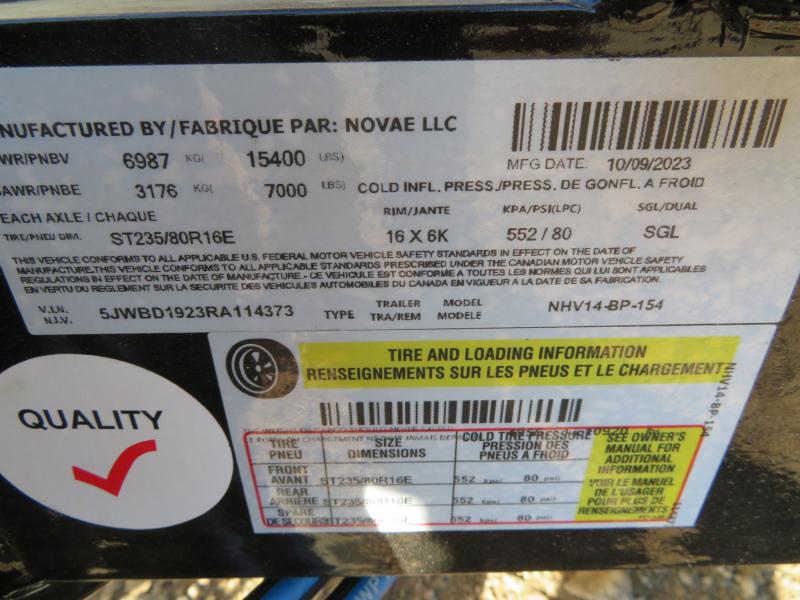 NUFACTURED BY/FABRIQUE PAR: NOVAE LLC
WR/PNBV 6987 KG( 15400 LBS)
MFG DATE: 10/09/2023
AWR/PNBE 3176 KG( 7000 LBS) COLD INFL. PRESS./PRESS. DE GONFL. A FROID
EACH AXLE / CHAQUE RIM/JANTE KPA/PSI(LPC) SGL/DUAL
TIRE/PNEU DIM. ST235/80R16E 16 X 6K 552 / 80 SGL
THIS VEHICLE CONFORMS TO ALL APPLICABLE U.S. FEDERAL MOTOR VEHICLE SAFETY STANDARDS IN EFFECT ON THE DATE OF
MANUFACTURE.THIS VEHICLE CONFORMS TO ALL APPLICABLE STANDARDS PRESCRIBED UNDER THE CANADIAN MOTOR VEHICLE SAFETY
REGULATIONS IN EFFECT ON THE DATE OF MANUFACTURE.- CE VEHICULE EST CONFORME A TOUTES LES NORMES QUI LUI SONT APPLICABLES
EN VERTU DU REGLEMENT SUR LA SECURITE DES VEHICULES AUTOMOBILES DU CANADA EN VIGUEUR A LA DATE DE SA FABRICATION.
V.I.N. N.I.V. 5JWBD1923RA114373 TYPE TRAILER TRA/REM MODEL MODELE NHV14-BP-154
QUALITY
TIRE AND LOADING INFORMATION
RENSEIGNEMENTS SUR LES PNEUS ET LE CHARGEMENT
NHV14-BP-154
TIRE PNEU SIZE DIMENSIONS COLD TIRE PRESSURE PRESSION DES PNEUS A FROID
SEE OWNER'S
MANUAL FOR
ADDITIONAL
INFORMATION
VOIR LE MANUEL
DE L'USAGER
POUR PLUS DE
RENSEIGNEMENTS
FRONT AVANT ST235/80R16E 552 kpa/ 80 psi
REAR ARRIÈRE ST235/80R16E 552 kpa/ 80 psi
SPARE DE SECOURS ST235/80R16E 552 kpa/ 80 psi